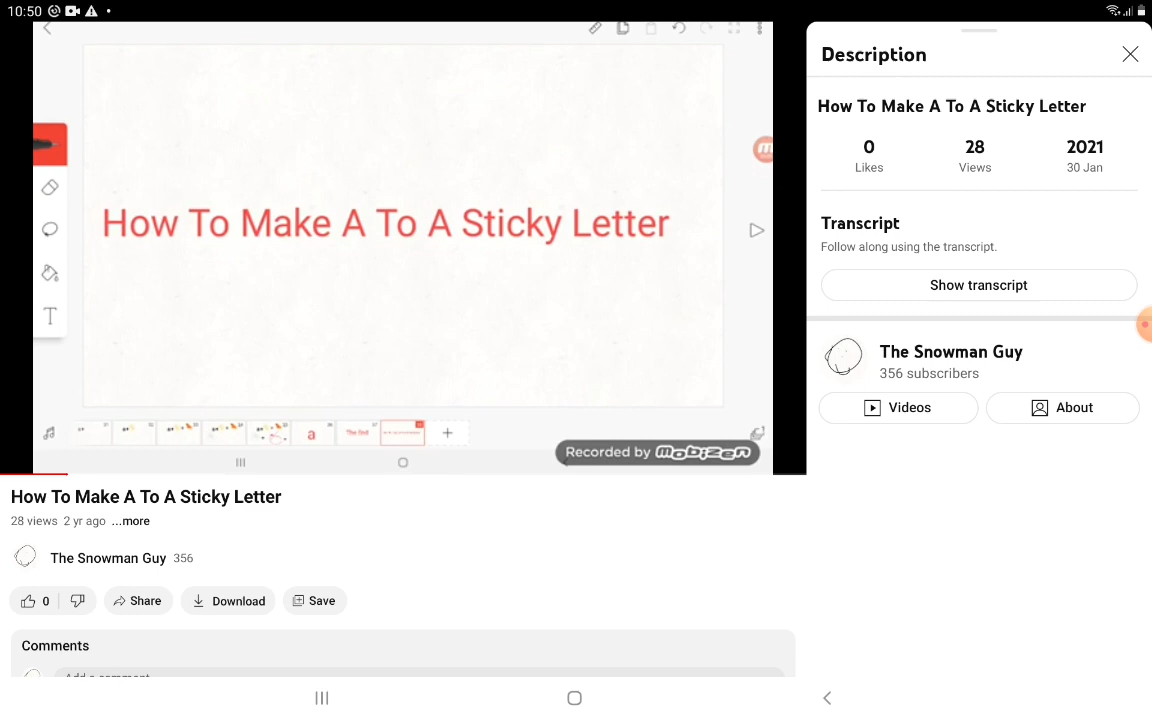 10:50
Description
How To Make A To A Sticky Letter
0
Likes
28
Views
2021
30 Jan
Transcript
Follow along using the transcript.
Show transcript
The Snowman Guy
356 subscribers
Videos
About
How To Make A To A Sticky Letter
T
a
The End
+
Recorded by mobizen
How To Make A To A Sticky Letter
28 views 2 yr ago ...more
The Snowman Guy 356
0
Share
Download
Save
Comments
Add a comment